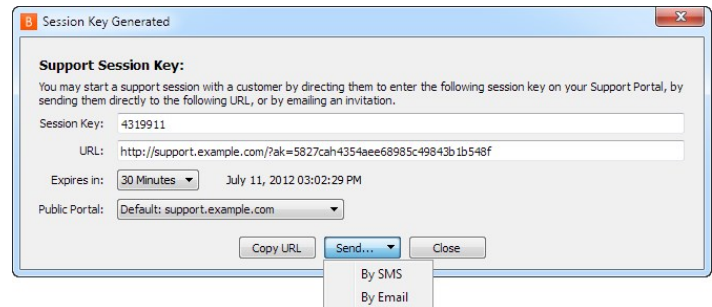 B Session Key Generated
x
Support Session Key:
You may start a support session with a customer by directing them to enter the following session key on your Support Portal, by
sending them directly to the following URL, or by emailing an invitation.
Session Key: 4319911
URL: http://support.example.com/?ak=5827cah4354aee68985c49843b1b548f
Expires in: 30 Minutes July 11, 2012 03:02:29 PM
Public Portal: Default: support.example.com
Copy URL Send... Close
By SMS
By Email